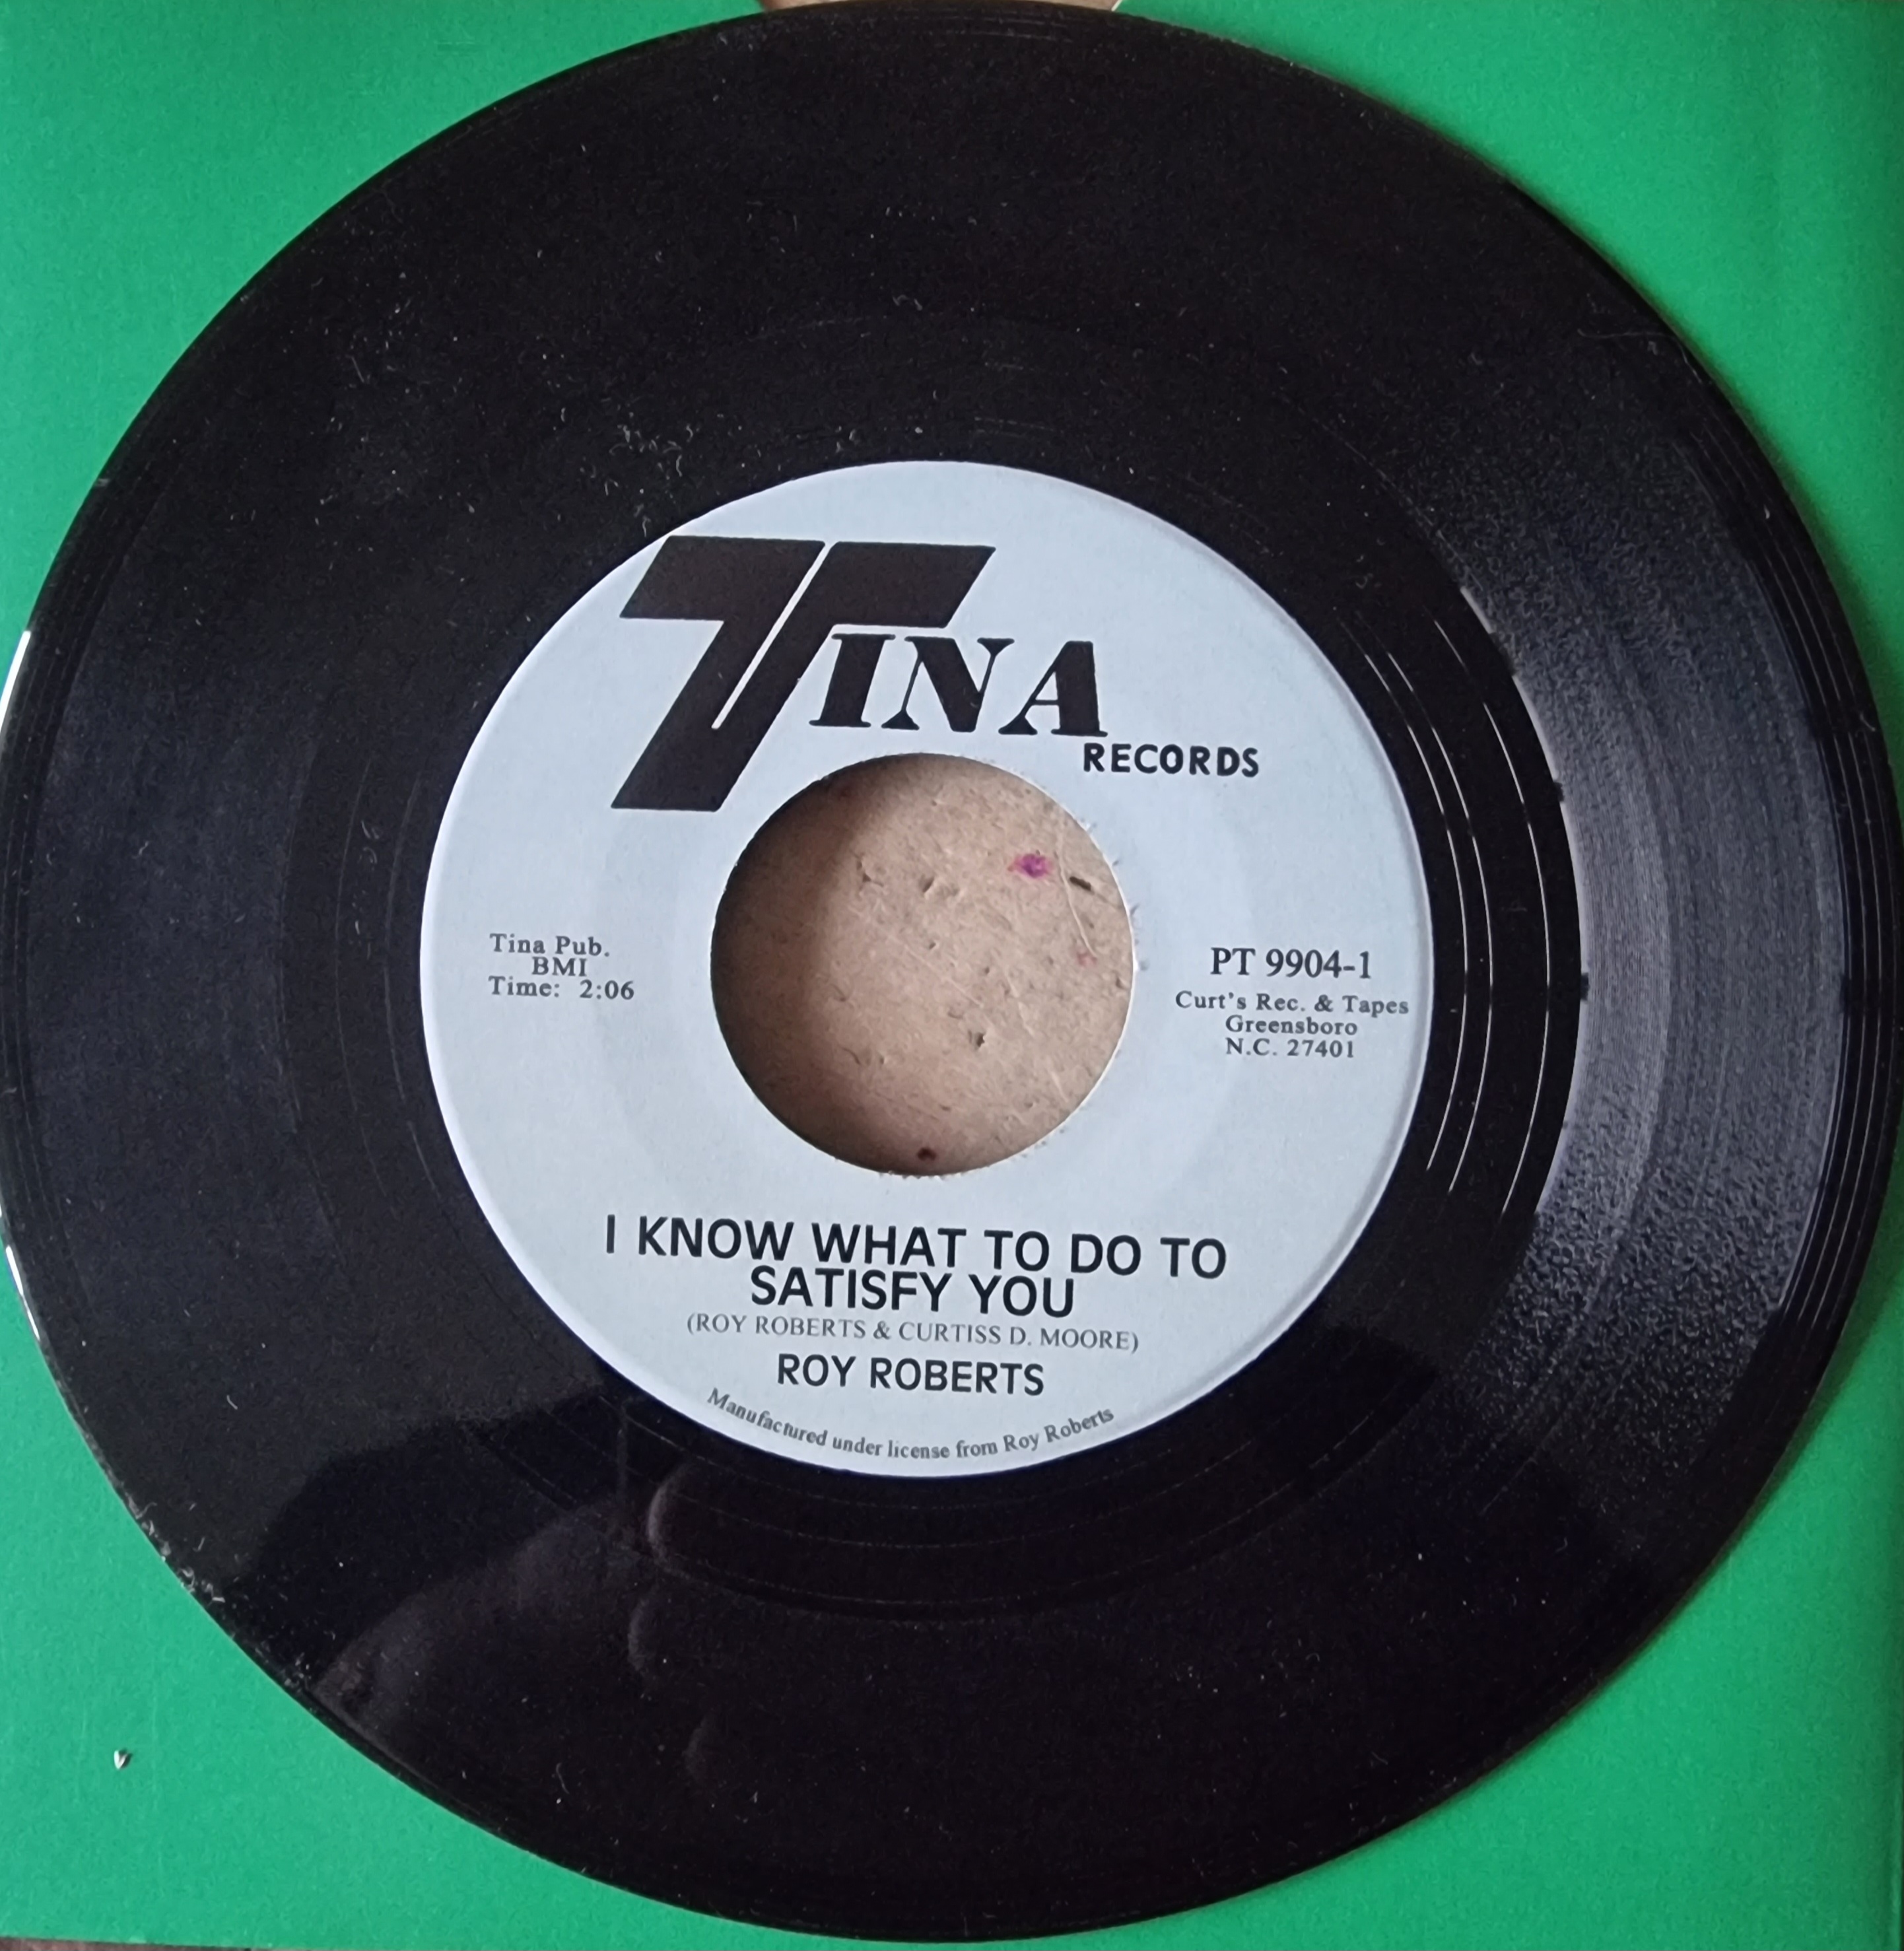 TINA
RECORDS
Tina Pub.
BMI
Time: 2:06
PT 9904-1
Curt's Rec. & Tapes
Greensboro
N.C. 27401
I KNOW WHAT TO DO TO
SATISFY YOU
(ROY ROBERTS & CURTISS D. MOORE)
ROY ROBERTS
Manufactured under license from Roy Roberts